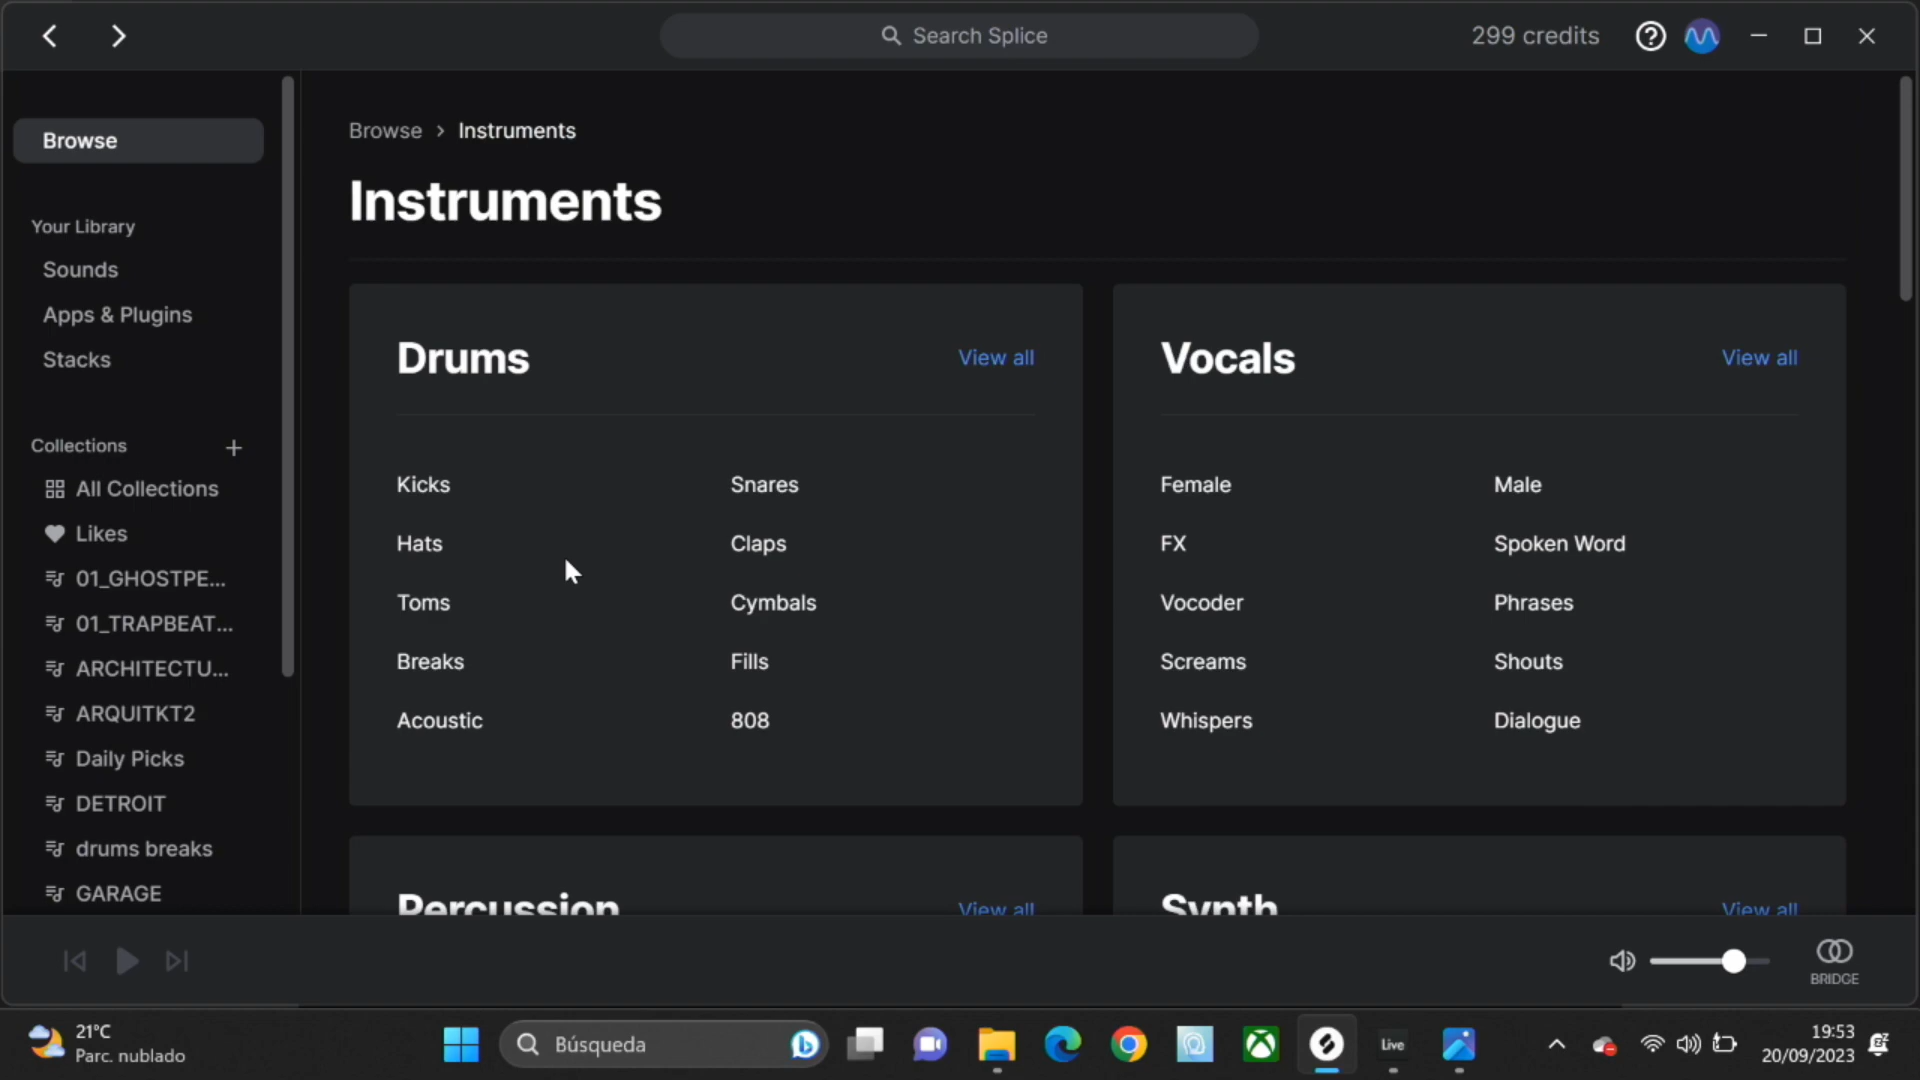 Search Splice
299 credits
Browse
Your Library
Sounds
Apps & Plugins
Stacks
Collections
All Collections
Likes
01_GHOSTPE...
01_TRAPBEAT...
ARCHITECTU...
ARQUITKT2
Daily Picks
DETROIT
drums breaks
GARAGE
Browse > Instruments
Instruments
Drums View all
Kicks Snares
Hats Claps
Toms Cymbals
Breaks Fills
Acoustic 808
Vocals View all
Female Male
FX Spoken Word
Vocoder Phrases
Screams Shouts
Whispers Dialogue
Percussion View all
Synth View all
BRIDGE
21°C
Parc. nublado
Búsqueda
Live
19:53
20/09/2023